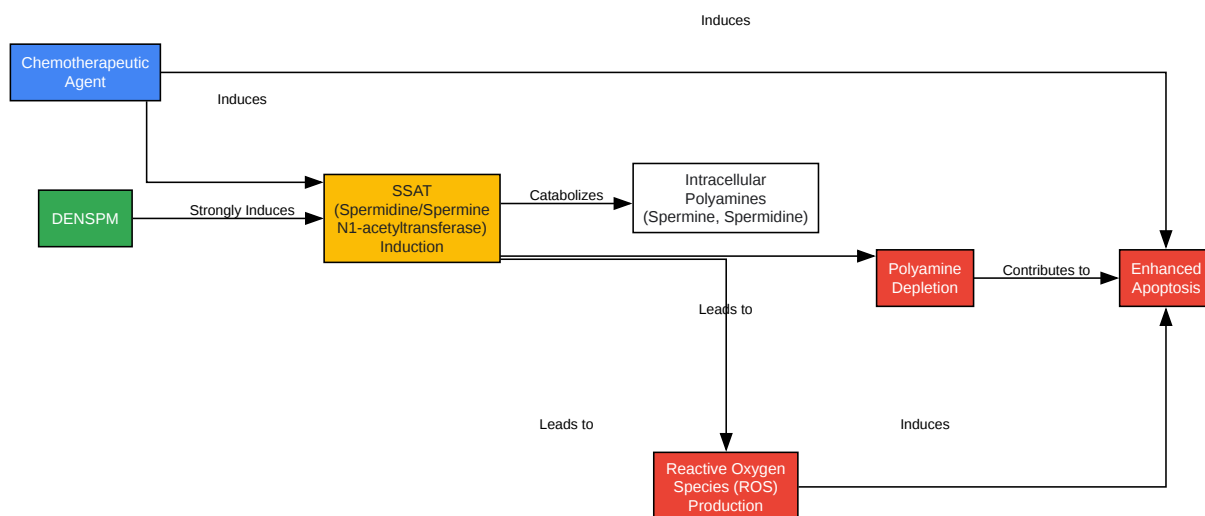 Induces
Chemotherapeutic
Agent
Induces
DENSPM
Strongly Induces
SSAT
(Spermidine/Spermine
N1-acetyltransferase)
Induction
Catabolizes
Intracellular
Polyamines
(Spermine, Spermidine)
Leads to
Polyamine
Depletion
Contributes to
Enhanced
Apoptosis
Leads to
Reactive Oxygen
Species (ROS)
Production
Induces